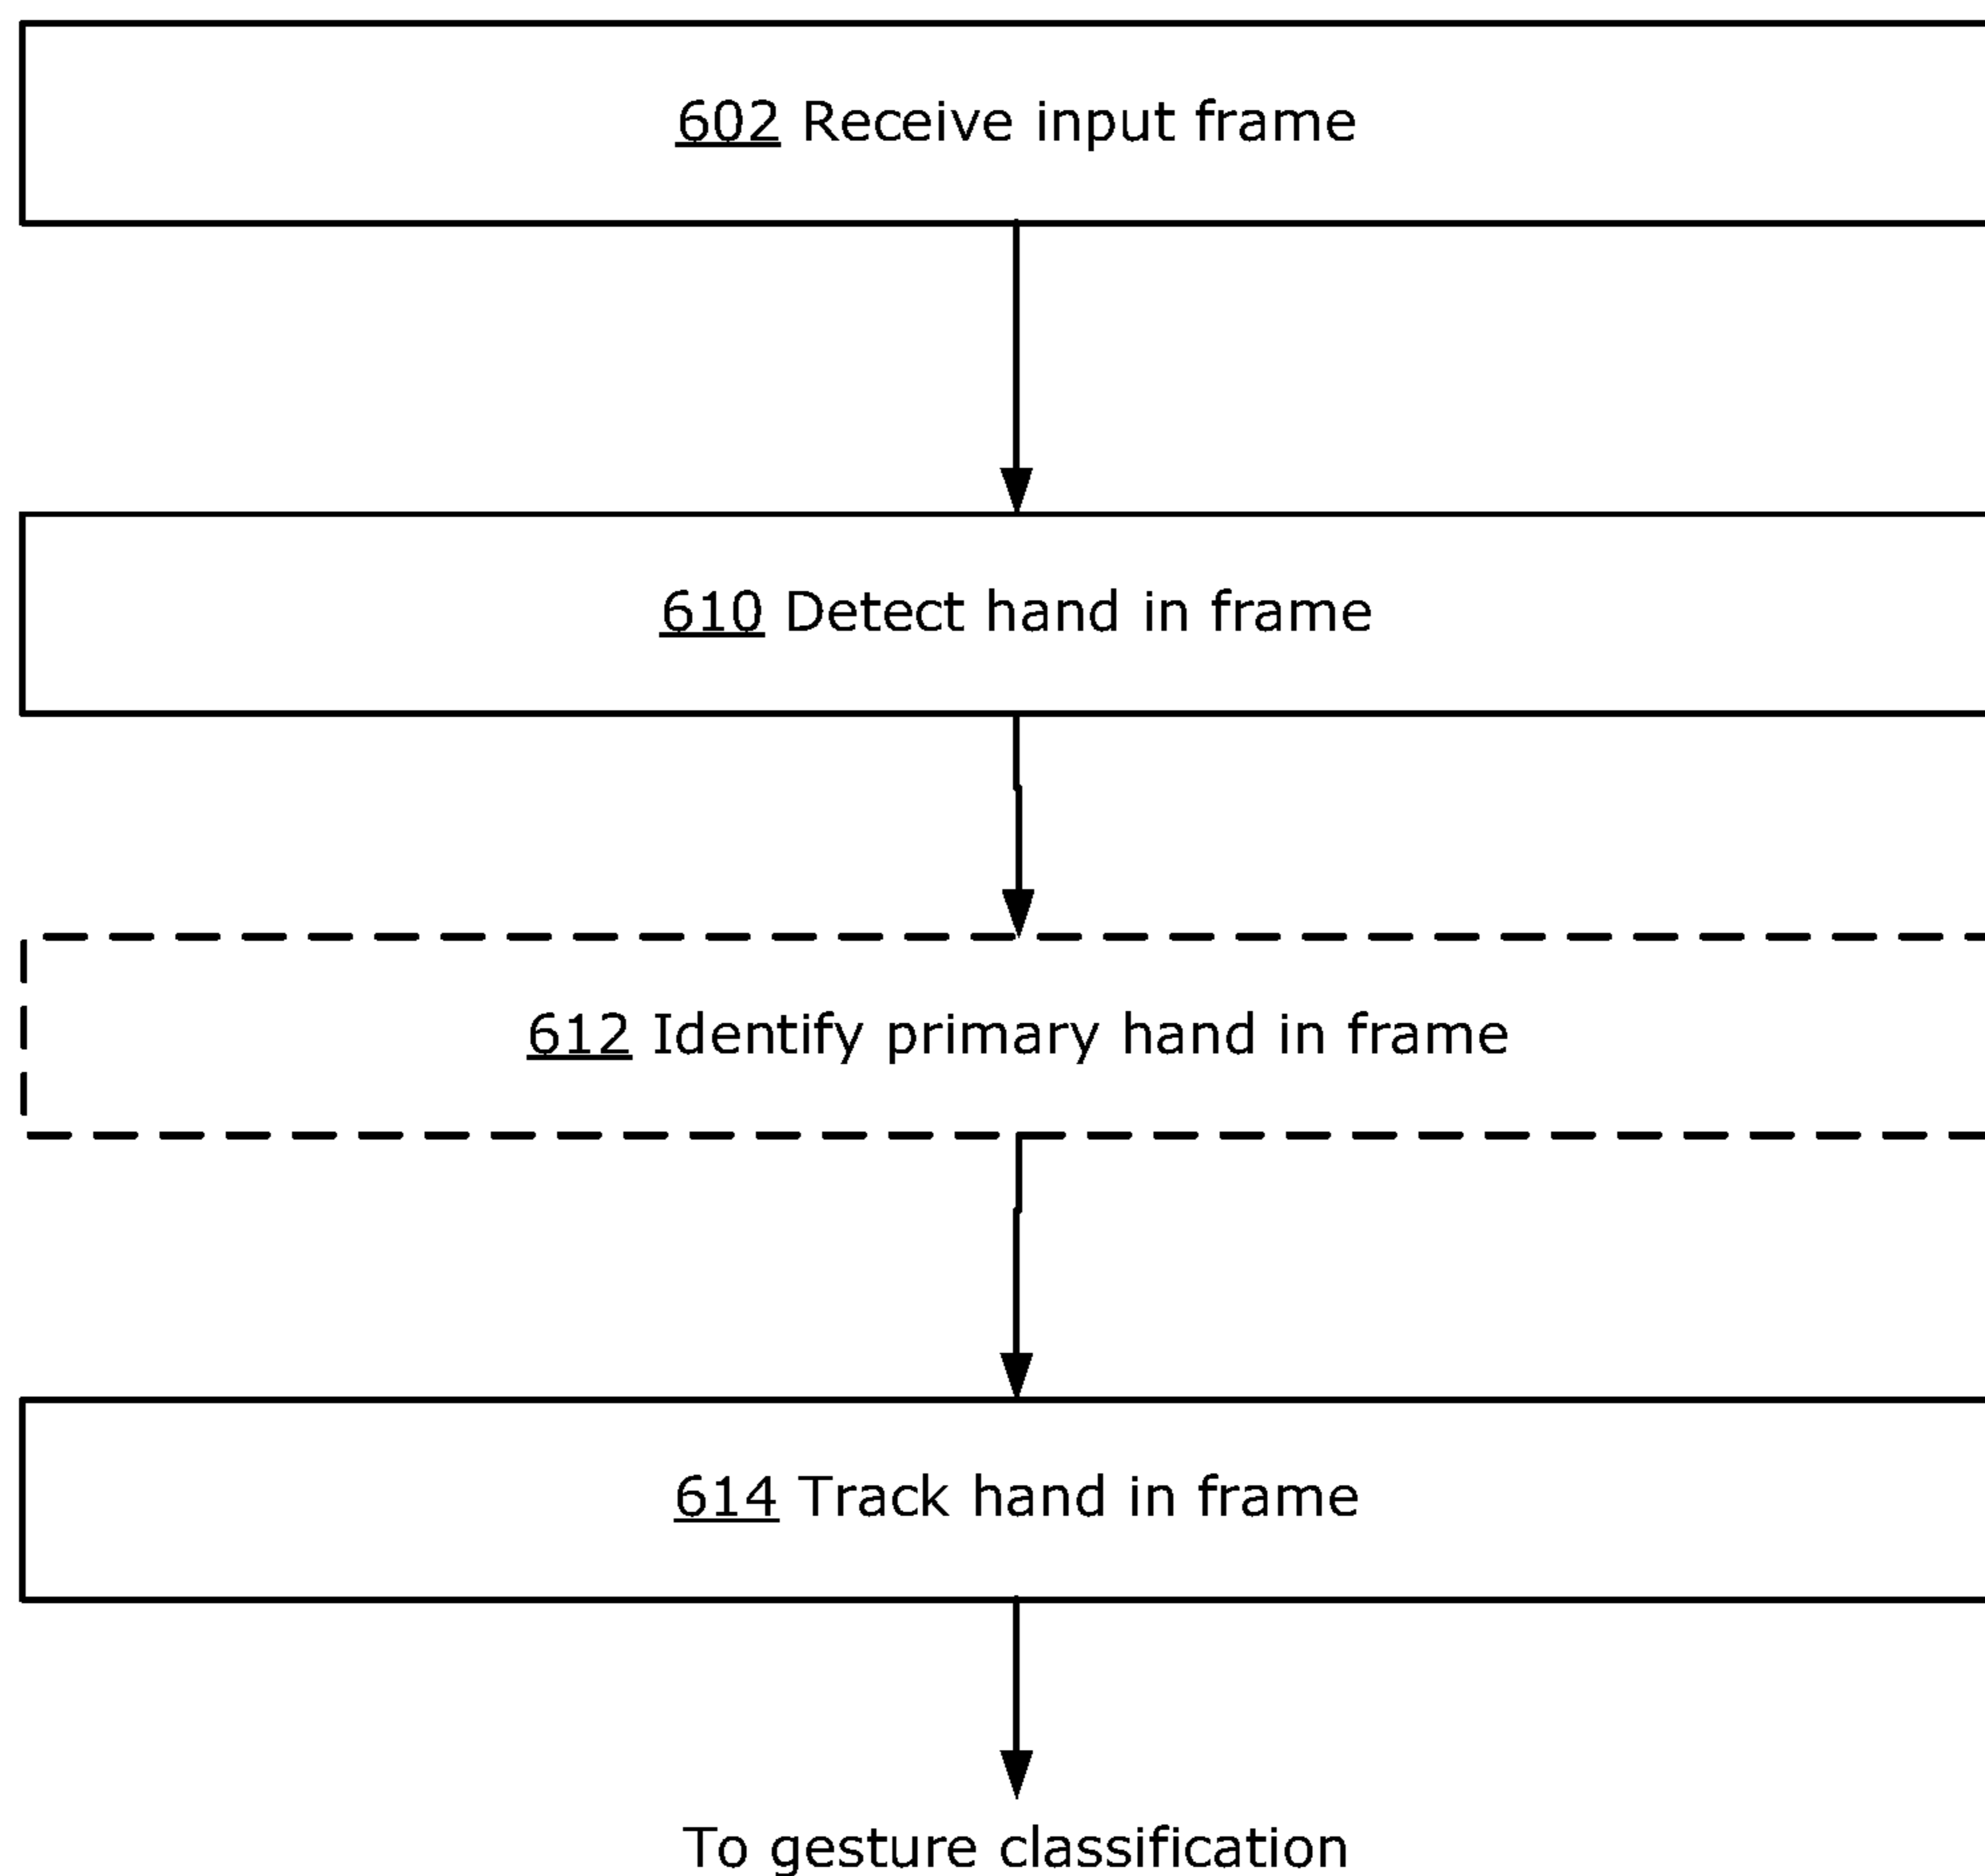 602 Receive input frame
610 Detect hand in frame
612 Identify primary hand in frame
614 Track hand in frame
To gesture classification